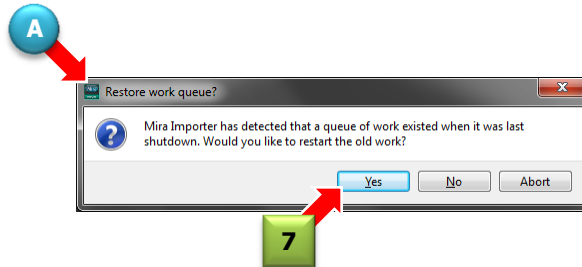 A
Restore work queue?
Mira Importer has detected that a queue of work existed when it was last
shutdown. Would you like to restart the old work?
Yes No Abort
7